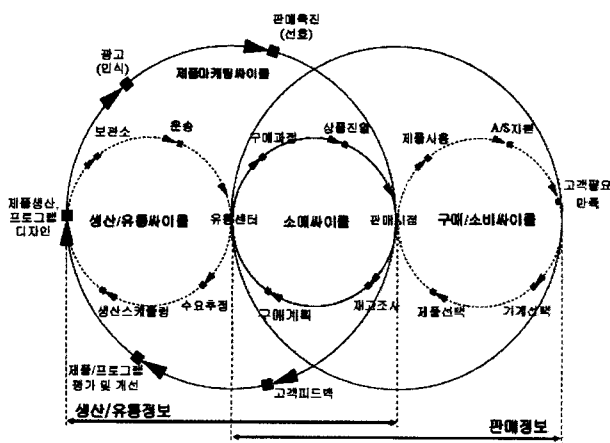 판매촉진
(선호)
광고
(인식)
제품마케팅싸이클
보관소
운송
구매과정
상품진열
제품사용
A/S지원
고객필요
만족
제품생산,
프로그램
디자인
생산/유통싸이클
유통센터
소매싸이클
판매시점
구매/소비싸이클
생산스케쥴링
수요추정
구매계획
재고조사
제품선택
가게선택
제품/프로그램
평가 및 개선
고객피드백
생산/유통정보
판매정보